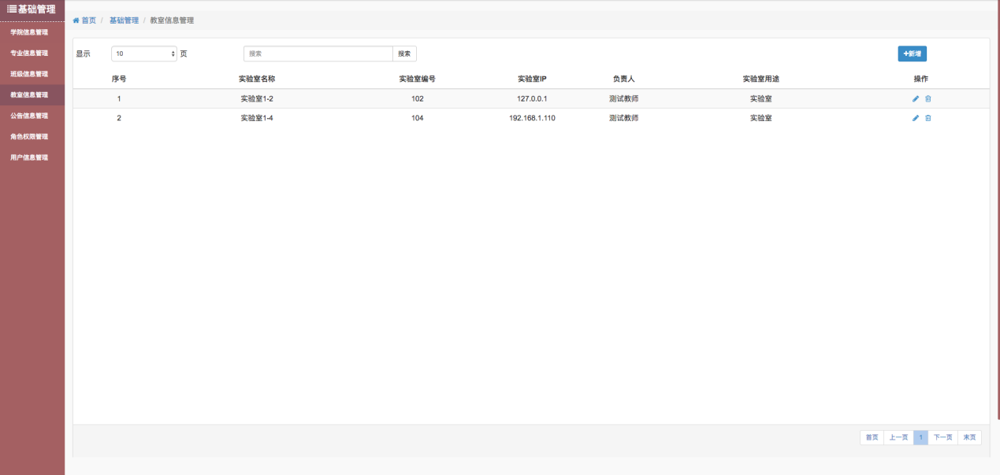 基础管理
学院信息管理
专业信息管理
班级信息管理
教室信息管理
公告信息管理
角色权限管理
用户信息管理
首页 / 基础管理 / 教室信息管理
显示 10 页 搜索 搜索 +新增
序号 实验室名称 实验室编号 实验室IP 负责人 实验室用途 操作
1 实验室1-2 102 127.0.0.1 测试教师 实验室
2 实验室1-4 104 192.168.1.110 测试教师 实验室
首页 上一页 1 下一页 末页